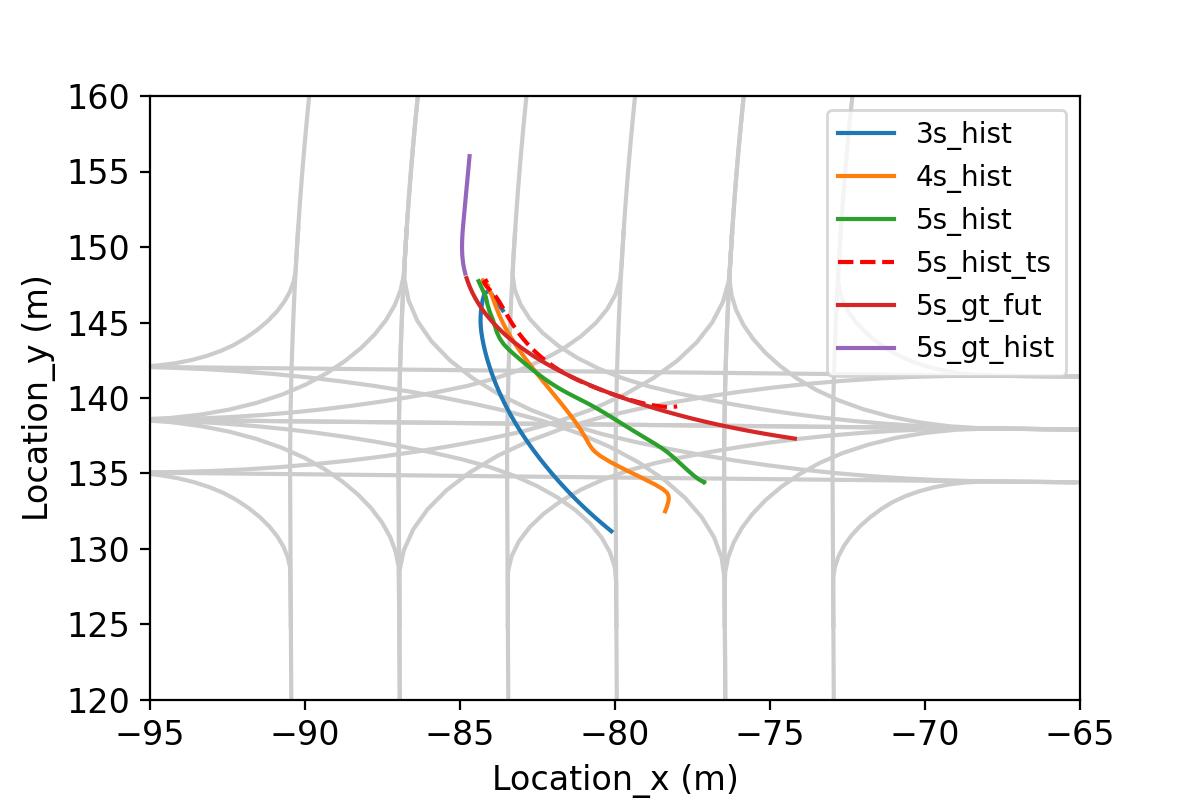 160
155
150
145
140
135
130
125
120
Location_y (m)
3s_hist
4s_hist
5s_hist
5s_hist_ts
5s_gt_fut
5s_gt_hist
−95 −90 −85 −80 −75 −70 −65
Location_x (m)